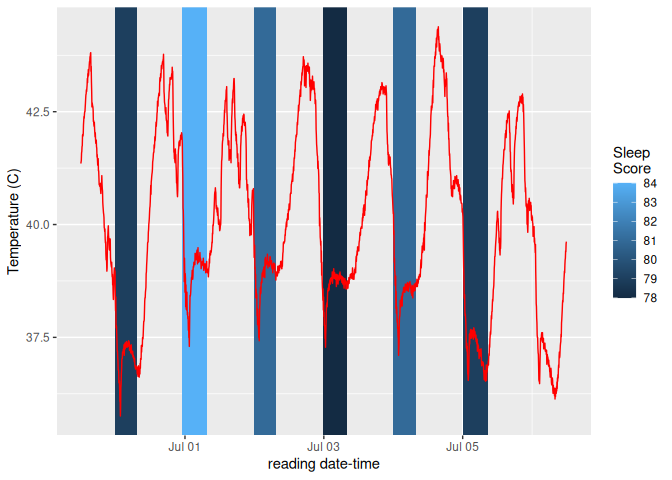 Temperature (C)
42.5
40.0
37.5
Jul 01
Jul 03
Jul 05
reading date-time
Sleep
Score
84
83
82
81
80
79
78